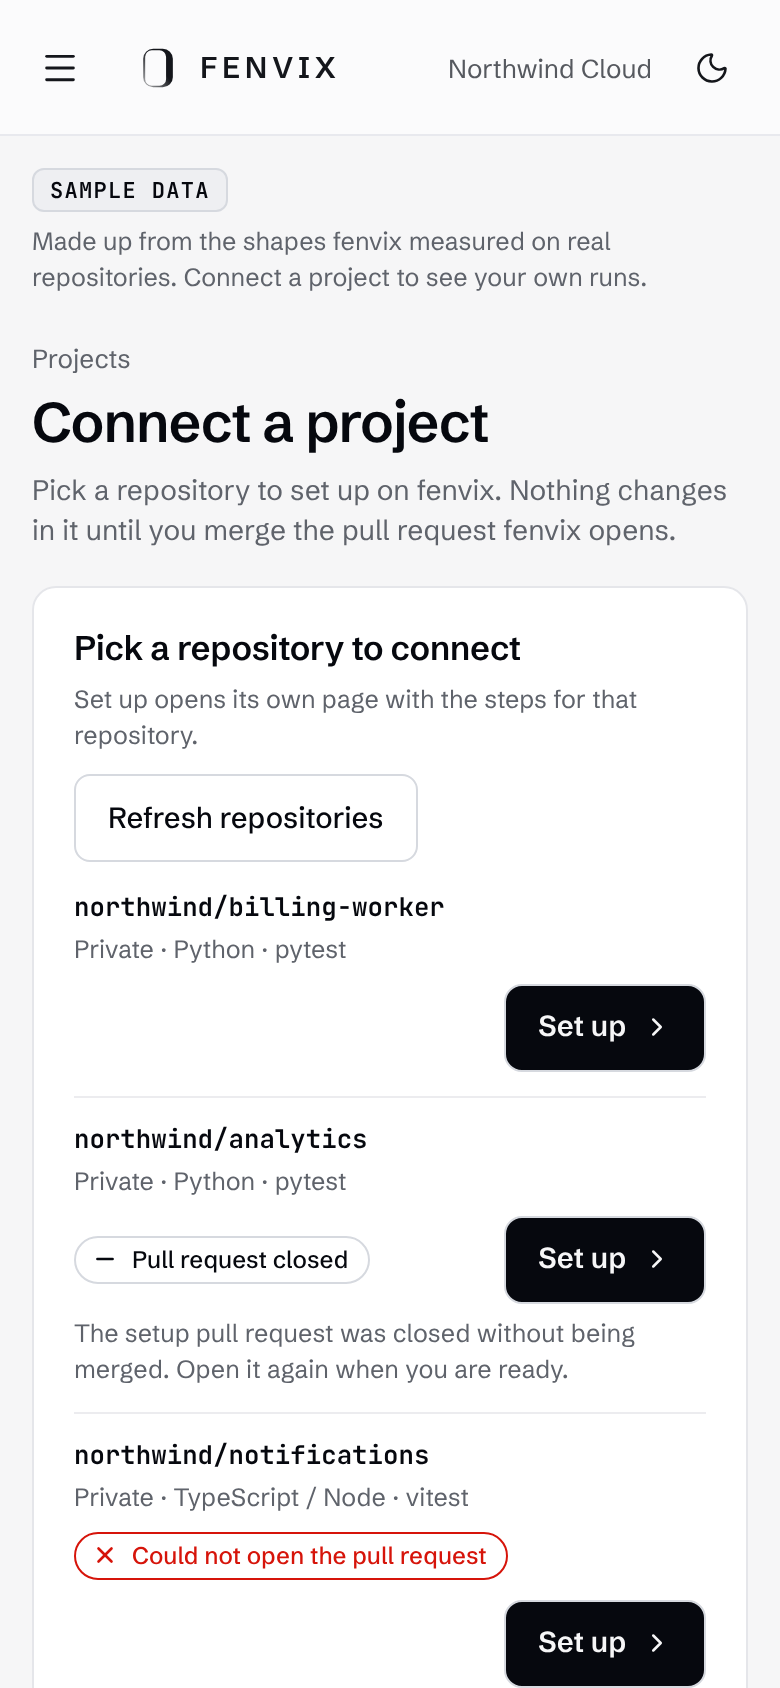 FENVIX
Northwind Cloud
SAMPLE DATA
Made up from the shapes fenvix measured on real
repositories. Connect a project to see your own runs.
Projects
Connect a project
Pick a repository to set up on fenvix. Nothing changes
in it until you merge the pull request fenvix opens.
Pick a repository to connect
Set up opens its own page with the steps for that
repository.
Refresh repositories
northwind/billing-worker
Private · Python · pytest
Set up
northwind/analytics
Private · Python · pytest
Pull request closed
Set up
The setup pull request was closed without being
merged. Open it again when you are ready.
northwind/notifications
Private · TypeScript / Node · vitest
Could not open the pull request
Set up